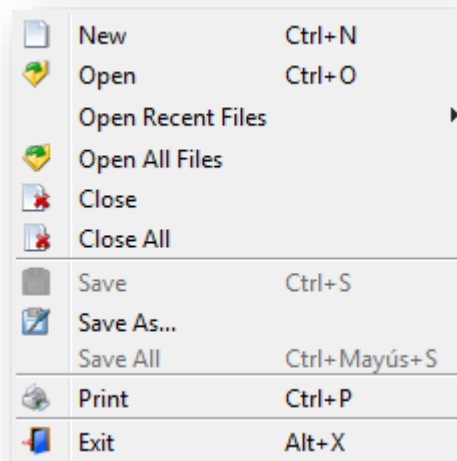 New Ctrl+N
Open Ctrl+O
Open Recent Files
Open All Files
Close
Close All
Save Ctrl+S
Save As...
Save All Ctrl+Mayús+S
Print Ctrl+P
Exit Alt+X